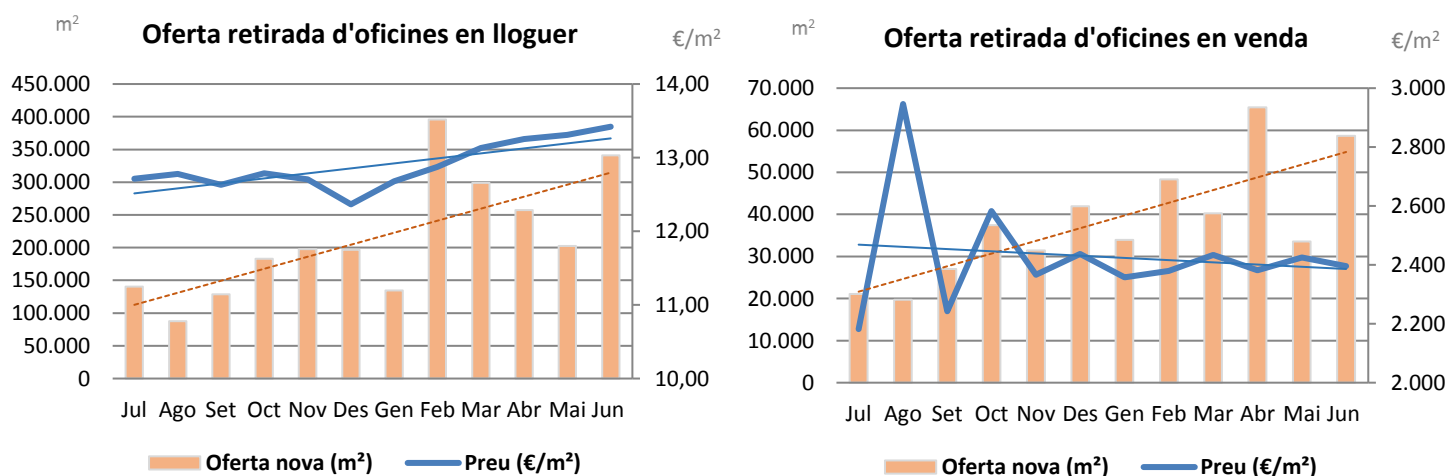 m²
Oferta retirada d'oficines en lloguer
€/m²
450.000
400.000
350.000
300.000
250.000
200.000
150.000
100.000
50.000
0
14,00
13,00
12,00
11,00
10,00
Jul Ago Set Oct Nov Des Gen Feb Mar Abr Mai Jun
Oferta nova (m²) Preu (€/m²)
m²
Oferta retirada d'oficines en venda
€/m²
70.000
60.000
50.000
40.000
30.000
20.000
10.000
0
3.000
2.800
2.600
2.400
2.200
2.000
Jul Ago Set Oct Nov Des Gen Feb Mar Abr Mai Jun
Oferta nova (m²) Preu (€/m²)